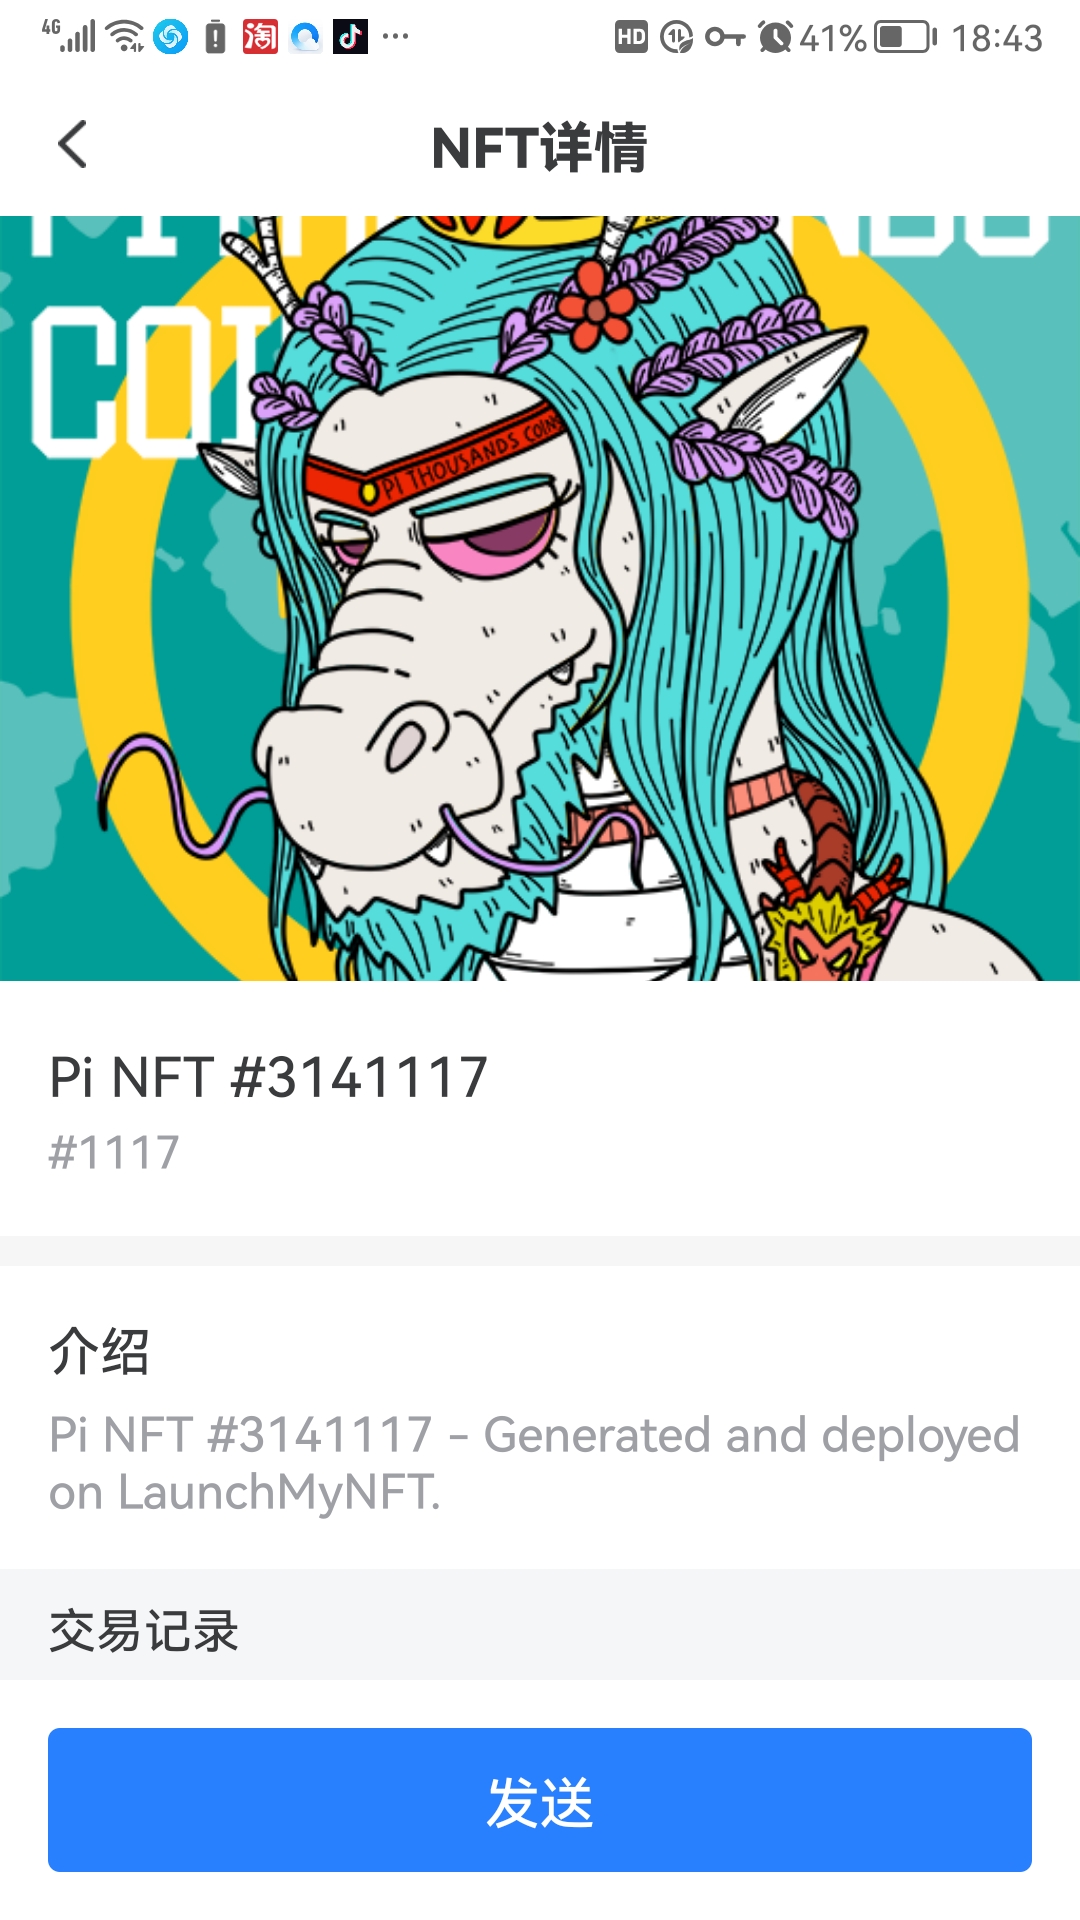 4G HD 41% 18:43
NFT详情
COI
PI THOUSANDS COINS
Pi NFT #3141117
#1117
介绍
Pi NFT #3141117 - Generated and deployed
on LaunchMyNFT.
交易记录
发送